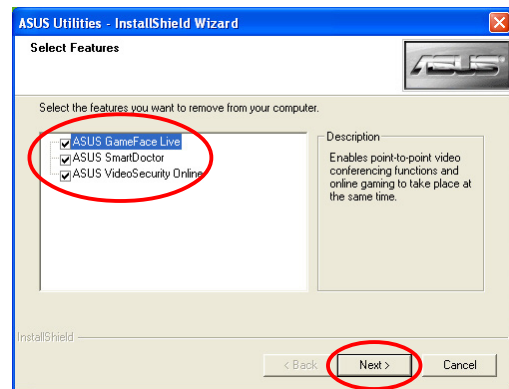 ASUS Utilities - InstallShield Wizard
Select Features
ASUS
Select the features you want to remove from your computer.
ASUS GameFace Live
ASUS SmartDoctor
ASUS VideoSecurity Online
Description
Enables point-to-point video
conferencing functions and
online gaming to take place at
the same time.
InstallShield
< Back
Next >
Cancel